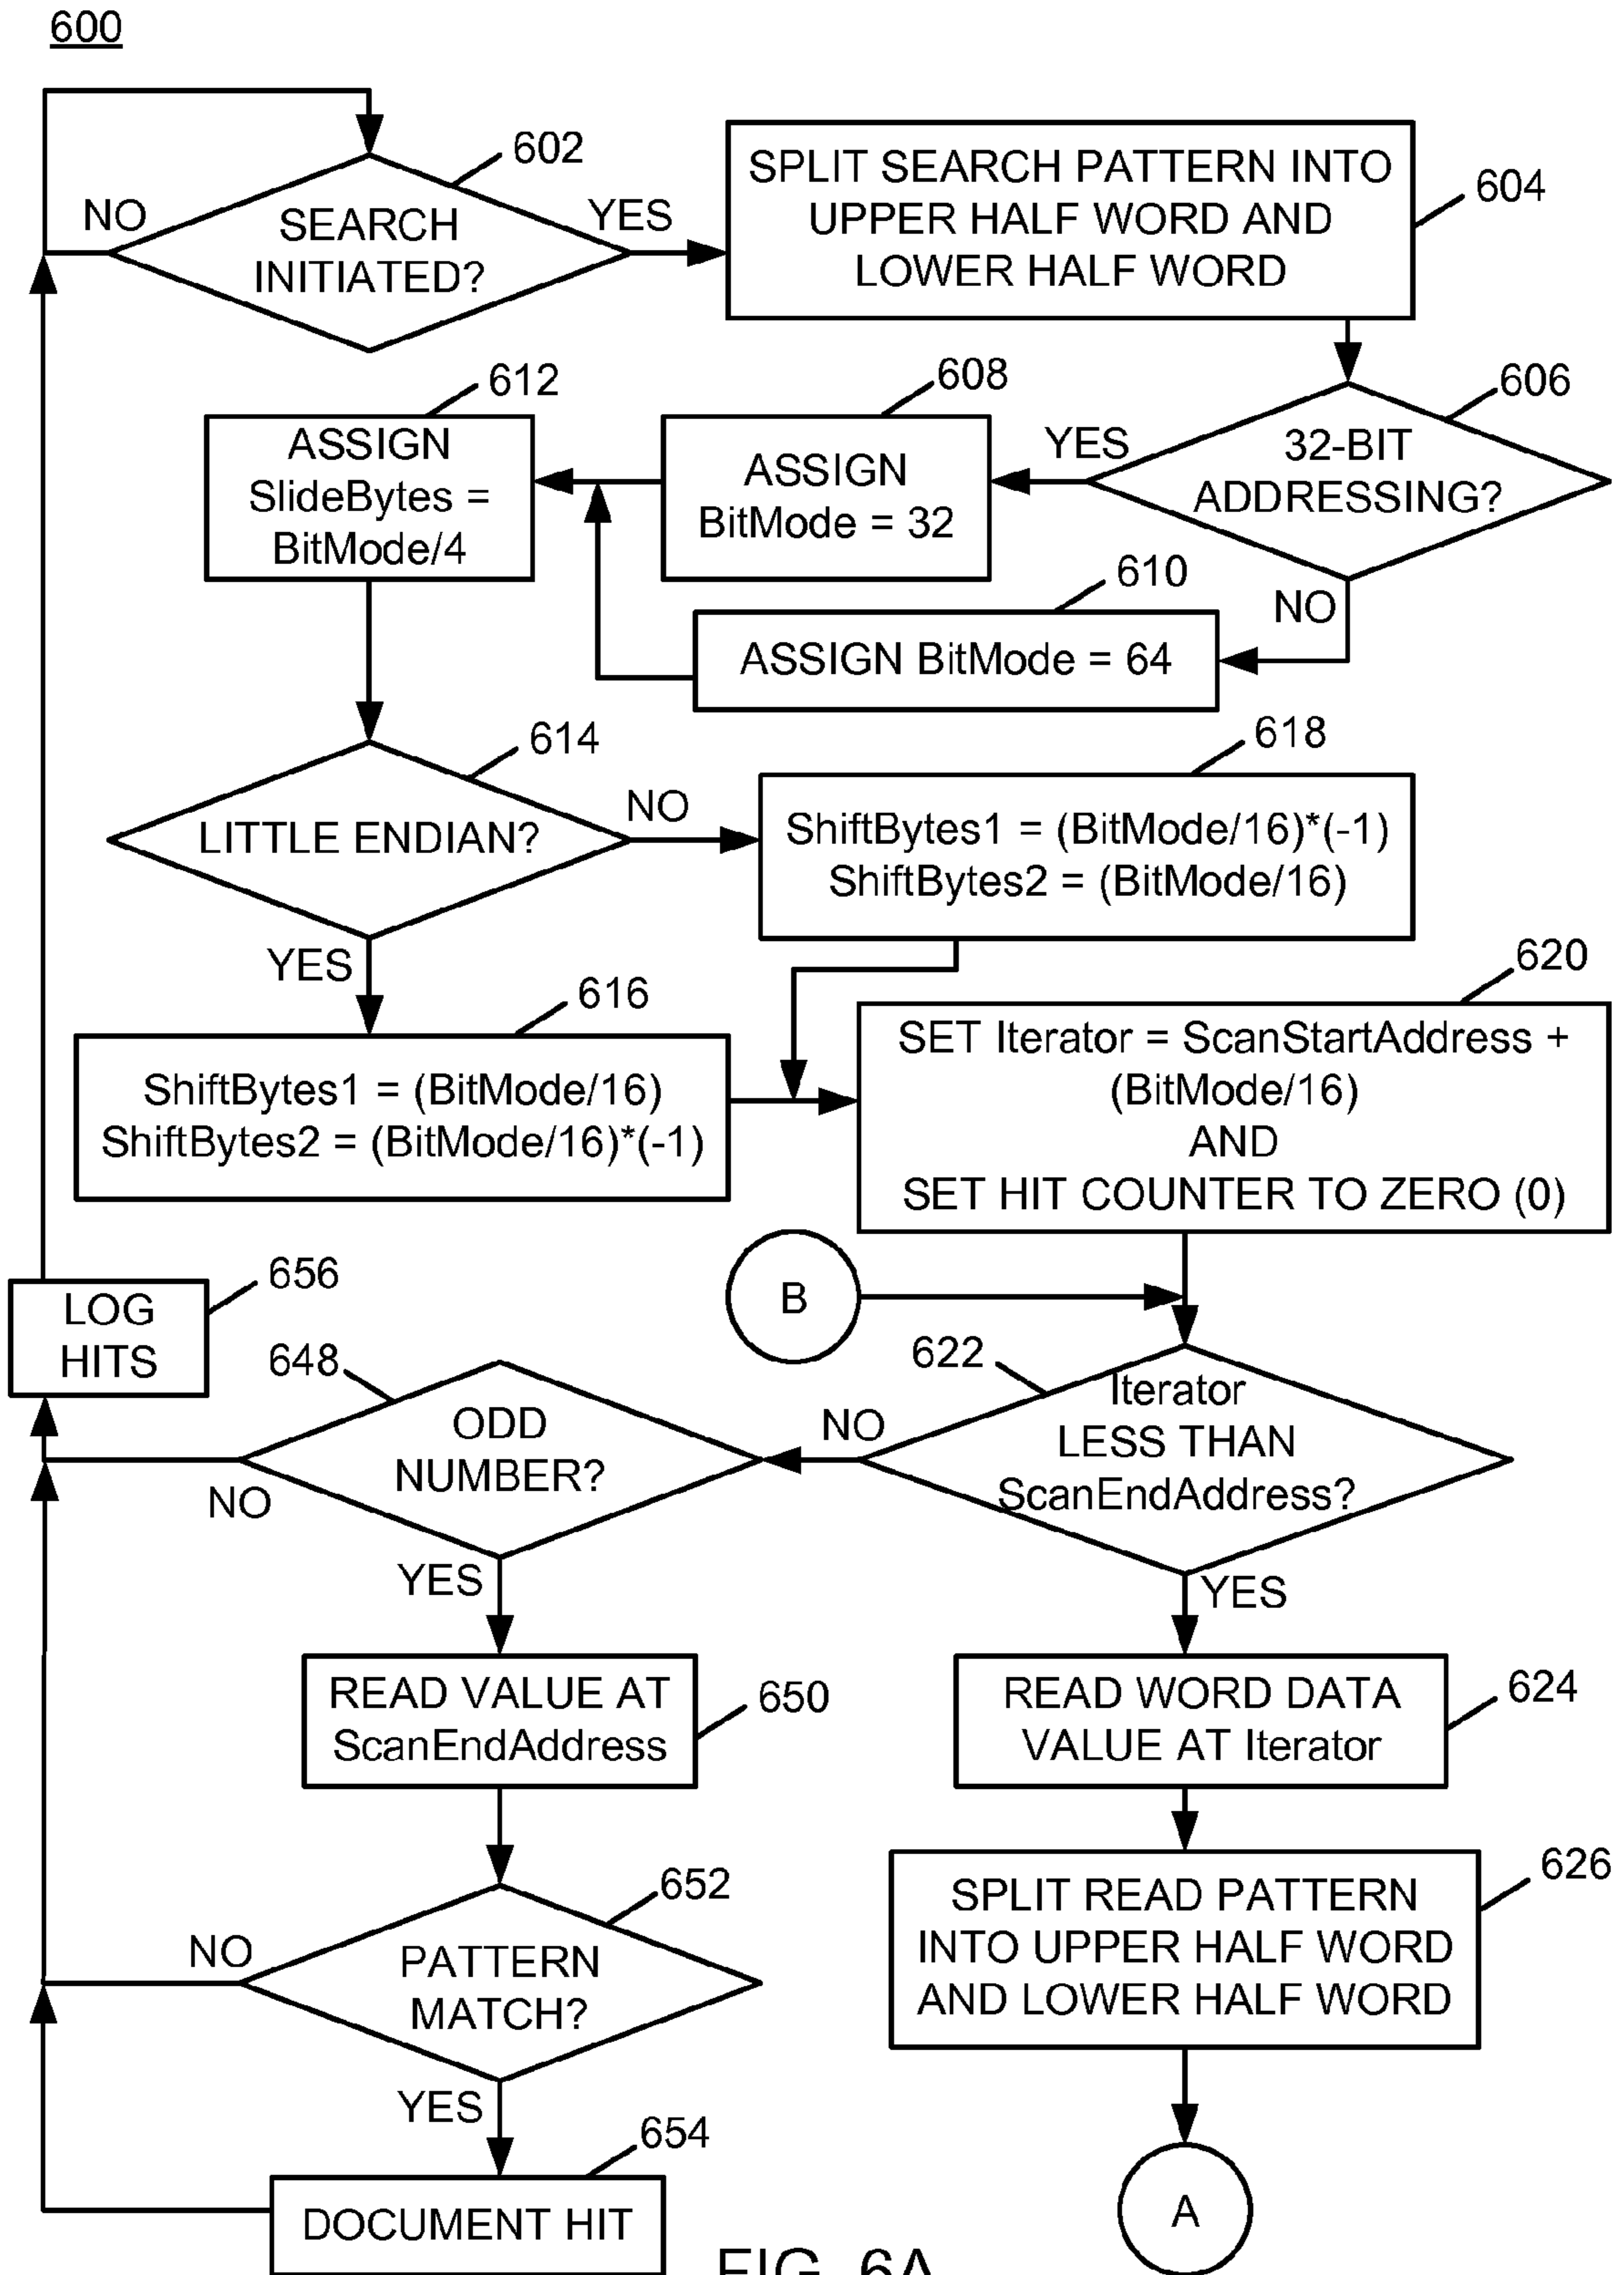 600
602
NO
SEARCH
INITIATED?
YES
SPLIT SEARCH PATTERN INTO
UPPER HALF WORD AND
LOWER HALF WORD
604
606
32-BIT
ADDRESSING?
YES
NO
608
ASSIGN
BitMode = 32
610
ASSIGN BitMode = 64
612
ASSIGN
SlideBytes =
BitMode/4
614
LITTLE ENDIAN?
NO
YES
618
ShiftBytes1 = (BitMode/16)*(-1)
ShiftBytes2 = (BitMode/16)
616
ShiftBytes1 = (BitMode/16)
ShiftBytes2 = (BitMode/16)*(-1)
620
SET Iterator = ScanStartAddress +
(BitMode/16)
AND
SET HIT COUNTER TO ZERO (0)
B
622
Iterator
LESS THAN
ScanEndAddress?
NO
YES
656
LOG
HITS
648
ODD
NUMBER?
NO
YES
READ VALUE AT
ScanEndAddress
650
READ WORD DATA
VALUE AT Iterator
624
652
PATTERN
MATCH?
NO
YES
626
SPLIT READ PATTERN
INTO UPPER HALF WORD
AND LOWER HALF WORD
654
DOCUMENT HIT
A
FIG. 6A